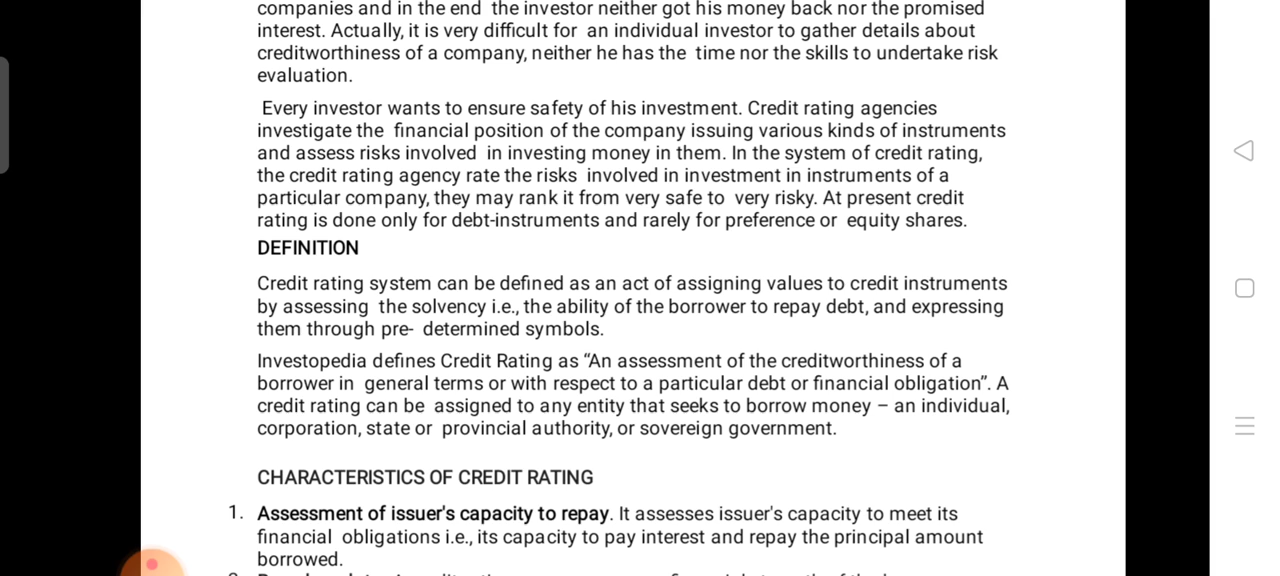 companies and in the end the investor neither got his money back nor the promised
interest. Actually, it is very difficult for an individual investor to gather details about
creditworthiness of a company, neither he has the time nor the skills to undertake risk
evaluation.
Every investor wants to ensure safety of his investment. Credit rating agencies
investigate the financial position of the company issuing various kinds of instruments
and assess risks involved in investing money in them. In the system of credit rating,
the credit rating agency rate the risks involved in investment in instruments of a
particular company, they may rank it from very safe to very risky. At present credit
rating is done only for debt-instruments and rarely for preference or equity shares.
DEFINITION
Credit rating system can be defined as an act of assigning values to credit instruments
by assessing the solvency i.e., the ability of the borrower to repay debt, and expressing
them through pre- determined symbols.
Investopedia defines Credit Rating as “An assessment of the creditworthiness of a
borrower in general terms or with respect to a particular debt or financial obligation”. A
credit rating can be assigned to any entity that seeks to borrow money – an individual,
corporation, state or provincial authority, or sovereign government.
CHARACTERISTICS OF CREDIT RATING
1. Assessment of issuer's capacity to repay. It assesses issuer's capacity to meet its
financial obligations i.e., its capacity to pay interest and repay the principal amount
borrowed.